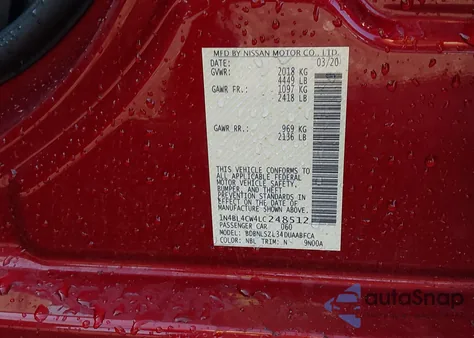 MFD BY NISSAN MOTOR CO., LTD.
DATE: 03/20
GVWR: 2018 KG
4449 LB
GAWR FR.: 1097 KG
2418 LB
GAWR RR.: 969 KG
2136 LB
THIS VEHICLE CONFORMS TO ALL
APPLICABLE FEDERAL
MOTOR VEHICLE SAFETY,
BUMPER, AND THEFT
PREVENTION STANDARDS
IN EFFECT ON THE DATE OF
MANUFACTURE SHOWN ABOVE.
1N4BL4CW4LC248512
PASSENGER CAR 060
MODEL: BDBNLSZL34DUAABFCA
COLOR: NBL TRIM: N 9N00A
autoSnap